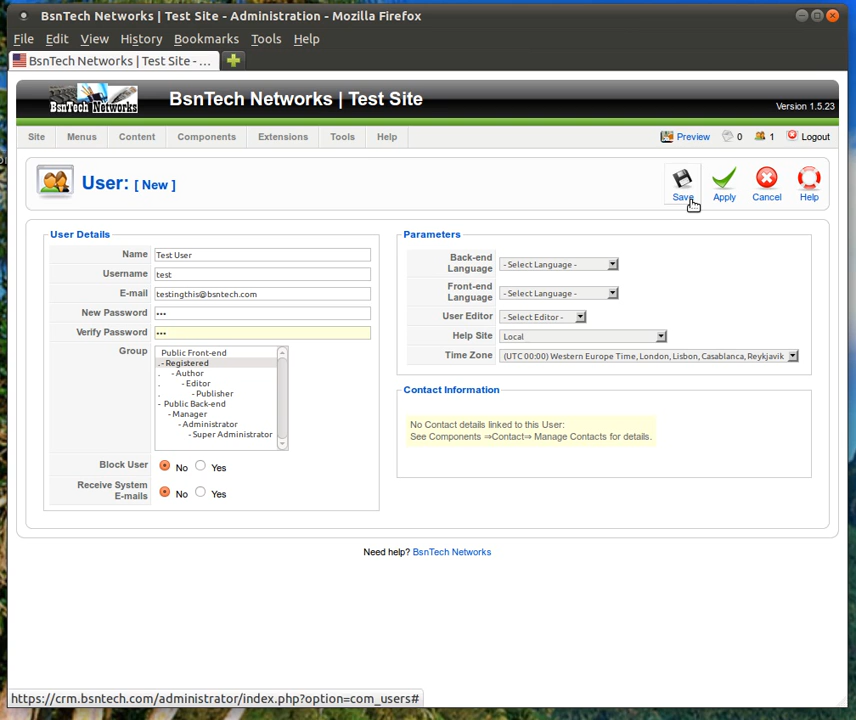 BsnTech Networks | Test Site - Administration - Mozilla Firefox
File Edit View History Bookmarks Tools Help
BsnTech Networks | Test Site - ...
BsnTech Networks
BsnTech Networks | Test Site
Version 1.5.23
Site Menus Content Components Extensions Tools Help
Preview 0 1 Logout
User: [ New ]
Save Apply Cancel Help
User Details
Name Test User
Username test
E-mail testingthis@bsntech.com
New Password •••
Verify Password •••
Group
Public Front-end
.- Registered
. - Author
. - Editor
. - Publisher
- Public Back-end
- Manager
- Administrator
- Super Administrator
Block User No Yes
Receive System
E-mails No Yes
Parameters
Back-end
Language - Select Language -
Front-end
Language - Select Language -
User Editor - Select Editor -
Help Site Local
Time Zone (UTC 00:00) Western Europe Time, London, Lisbon, Casablanca, Reykjavik
Contact Information
No Contact details linked to this User:
See Components ⇒Contact⇒ Manage Contacts for details.
Need help? BsnTech Networks
https://crm.bsntech.com/administrator/index.php?option=com_users#